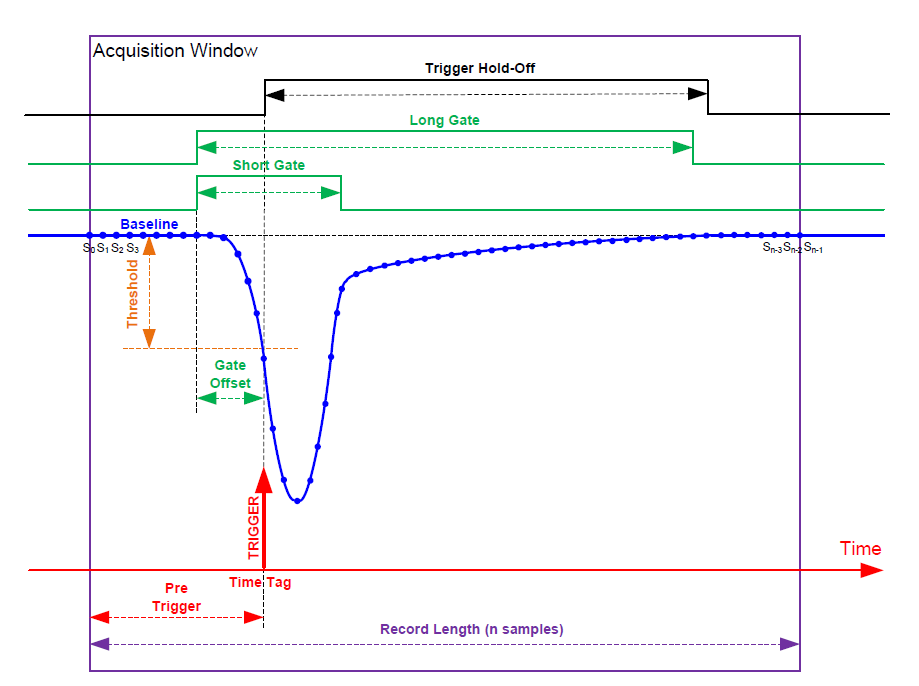 Acquisition Window
Trigger Hold-Off
Long Gate
Short Gate
Baseline
S0 S1 S2 S3
Sn-3 Sn-2 Sn-1
Threshold
Gate
Offset
TRIGGER
Time
Time Tag
Pre
Trigger
Record Length (n samples)